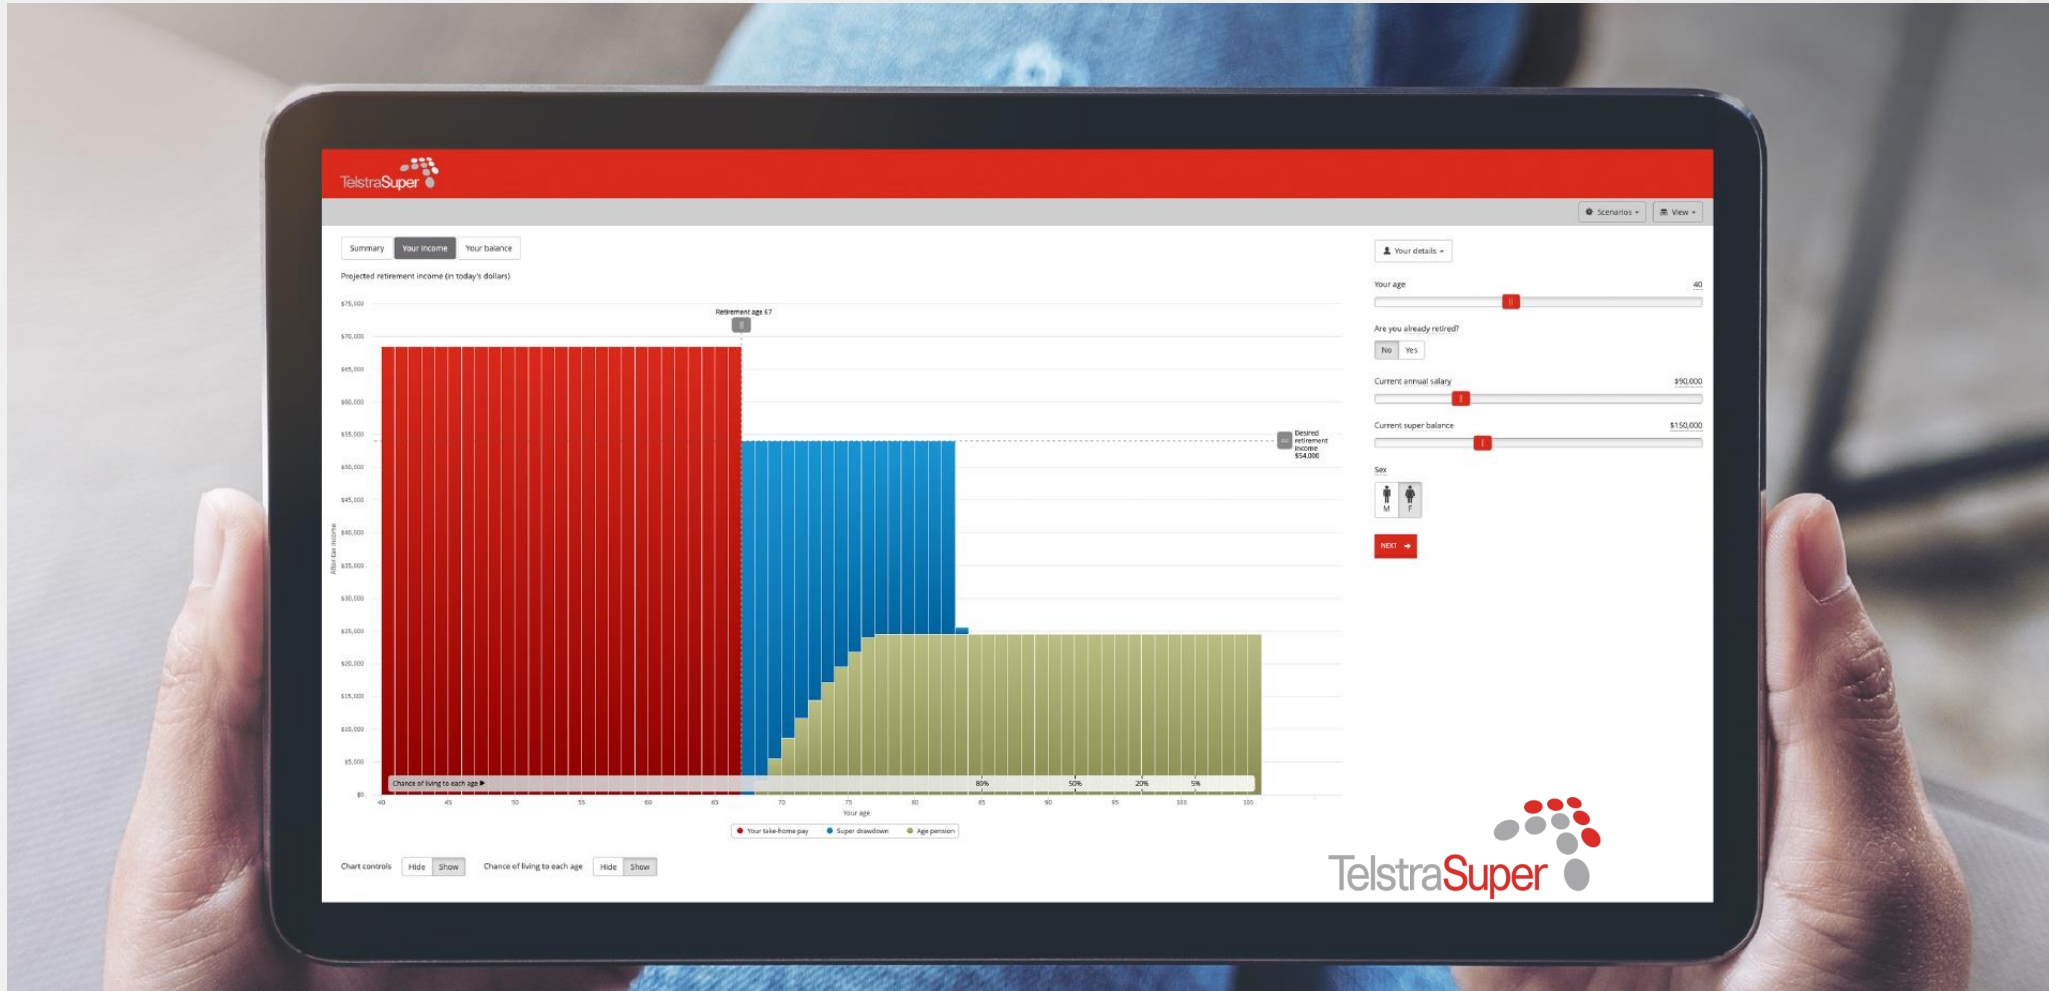 TelstraSuper
Scenarios
View
Summary
Your income
Your balance
Your details
Projected retirement income (in today's dollars)
Your age
40
$75,000
Retirement age 67
Are you already retired?
$70,000
No
Yes
$65,000
Current annual salary
$90,000
$60,000
Current super balance
$150,000
$55,000
Desired
retirement
income
$54,000
$50,000
Sex
M
F
$45,000
$40,000
NEXT
After-tax income
$35,000
$30,000
$25,000
$20,000
$15,000
$10,000
$5,000
Chance of living to each age
80%
50%
20%
5%
$0
40
45
50
55
60
65
70
75
80
85
90
95
100
105
Your age
Your take-home pay
Super drawdown
Age pension
Chart controls
Hide
Show
Chance of living to each age
Hide
Show
TelstraSuper